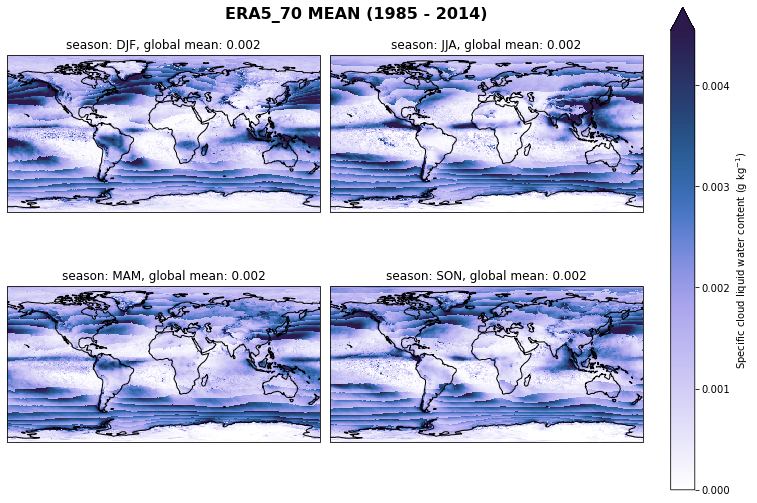 ERA5_70 MEAN (1985 - 2014)
season: DJF, global mean: 0.002
season: JJA, global mean: 0.002
season: MAM, global mean: 0.002
season: SON, global mean: 0.002
0.004
0.003
0.002
0.001
0.000
Specific cloud liquid water content (g kg⁻¹)